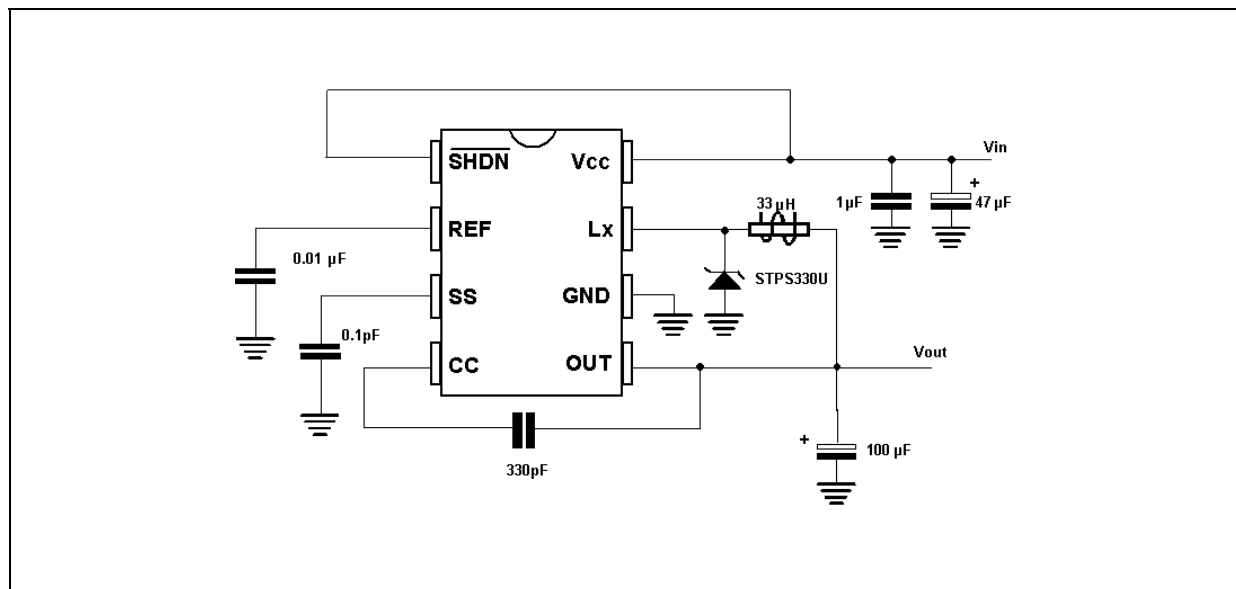 SHDN
Vcc
Vin
1µF
+
47 µF
REF
Lx
33 µH
0.01 µF
STPS330U
SS
GND
0.1pF
CC
OUT
Vout
330pF
+
100 µF